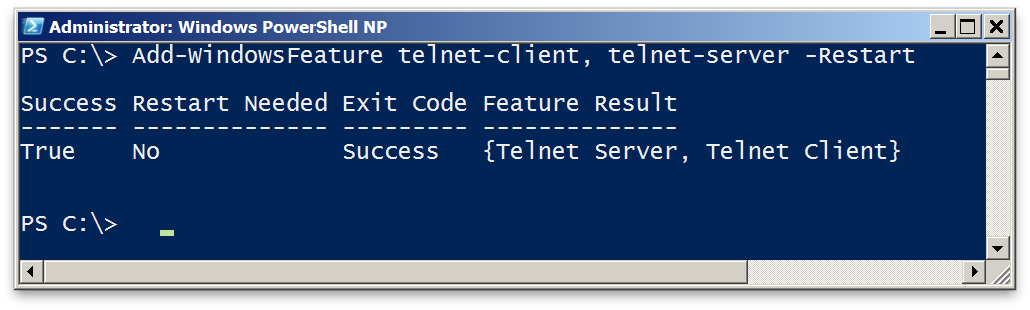 Administrator: Windows PowerShell NP
PS C:\> Add-WindowsFeature telnet-client, telnet-server -Restart
Success Restart Needed Exit Code Feature Result
------- -------------- --------- --------------
True    No             Success   {Telnet Server, Telnet Client}
PS C:\>